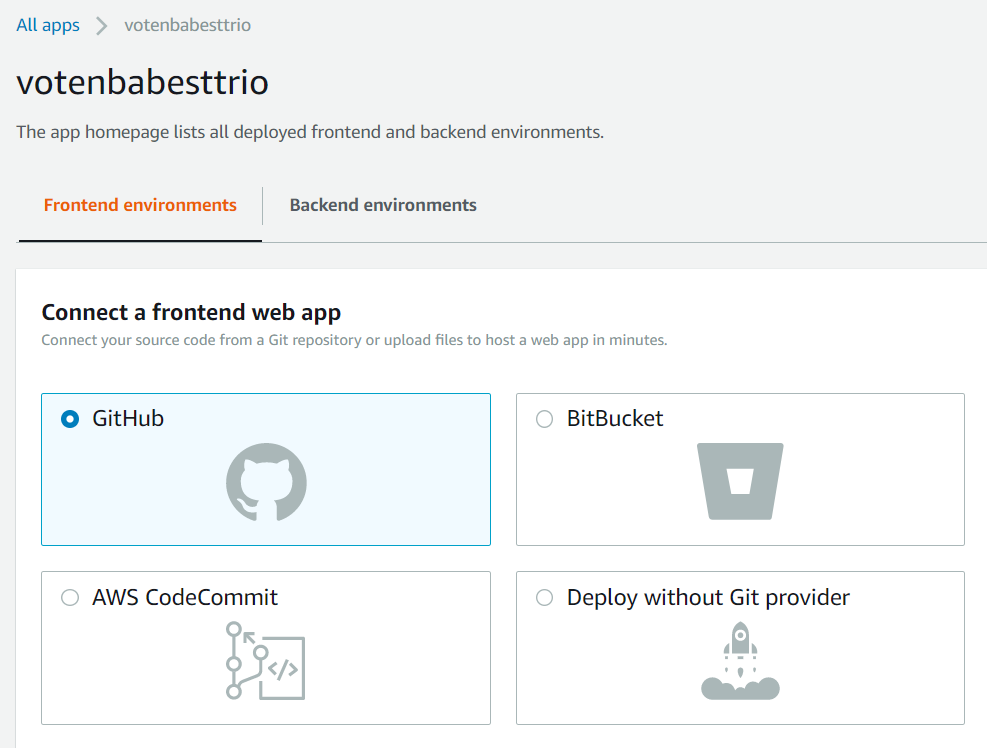 All apps votenbabesttrio
votenbabesttrio
The app homepage lists all deployed frontend and backend environments.
Frontend environments Backend environments
Connect a frontend web app
Connect your source code from a Git repository or upload files to host a web app in minutes.
GitHub
BitBucket
AWS CodeCommit
</>
Deploy without Git provider